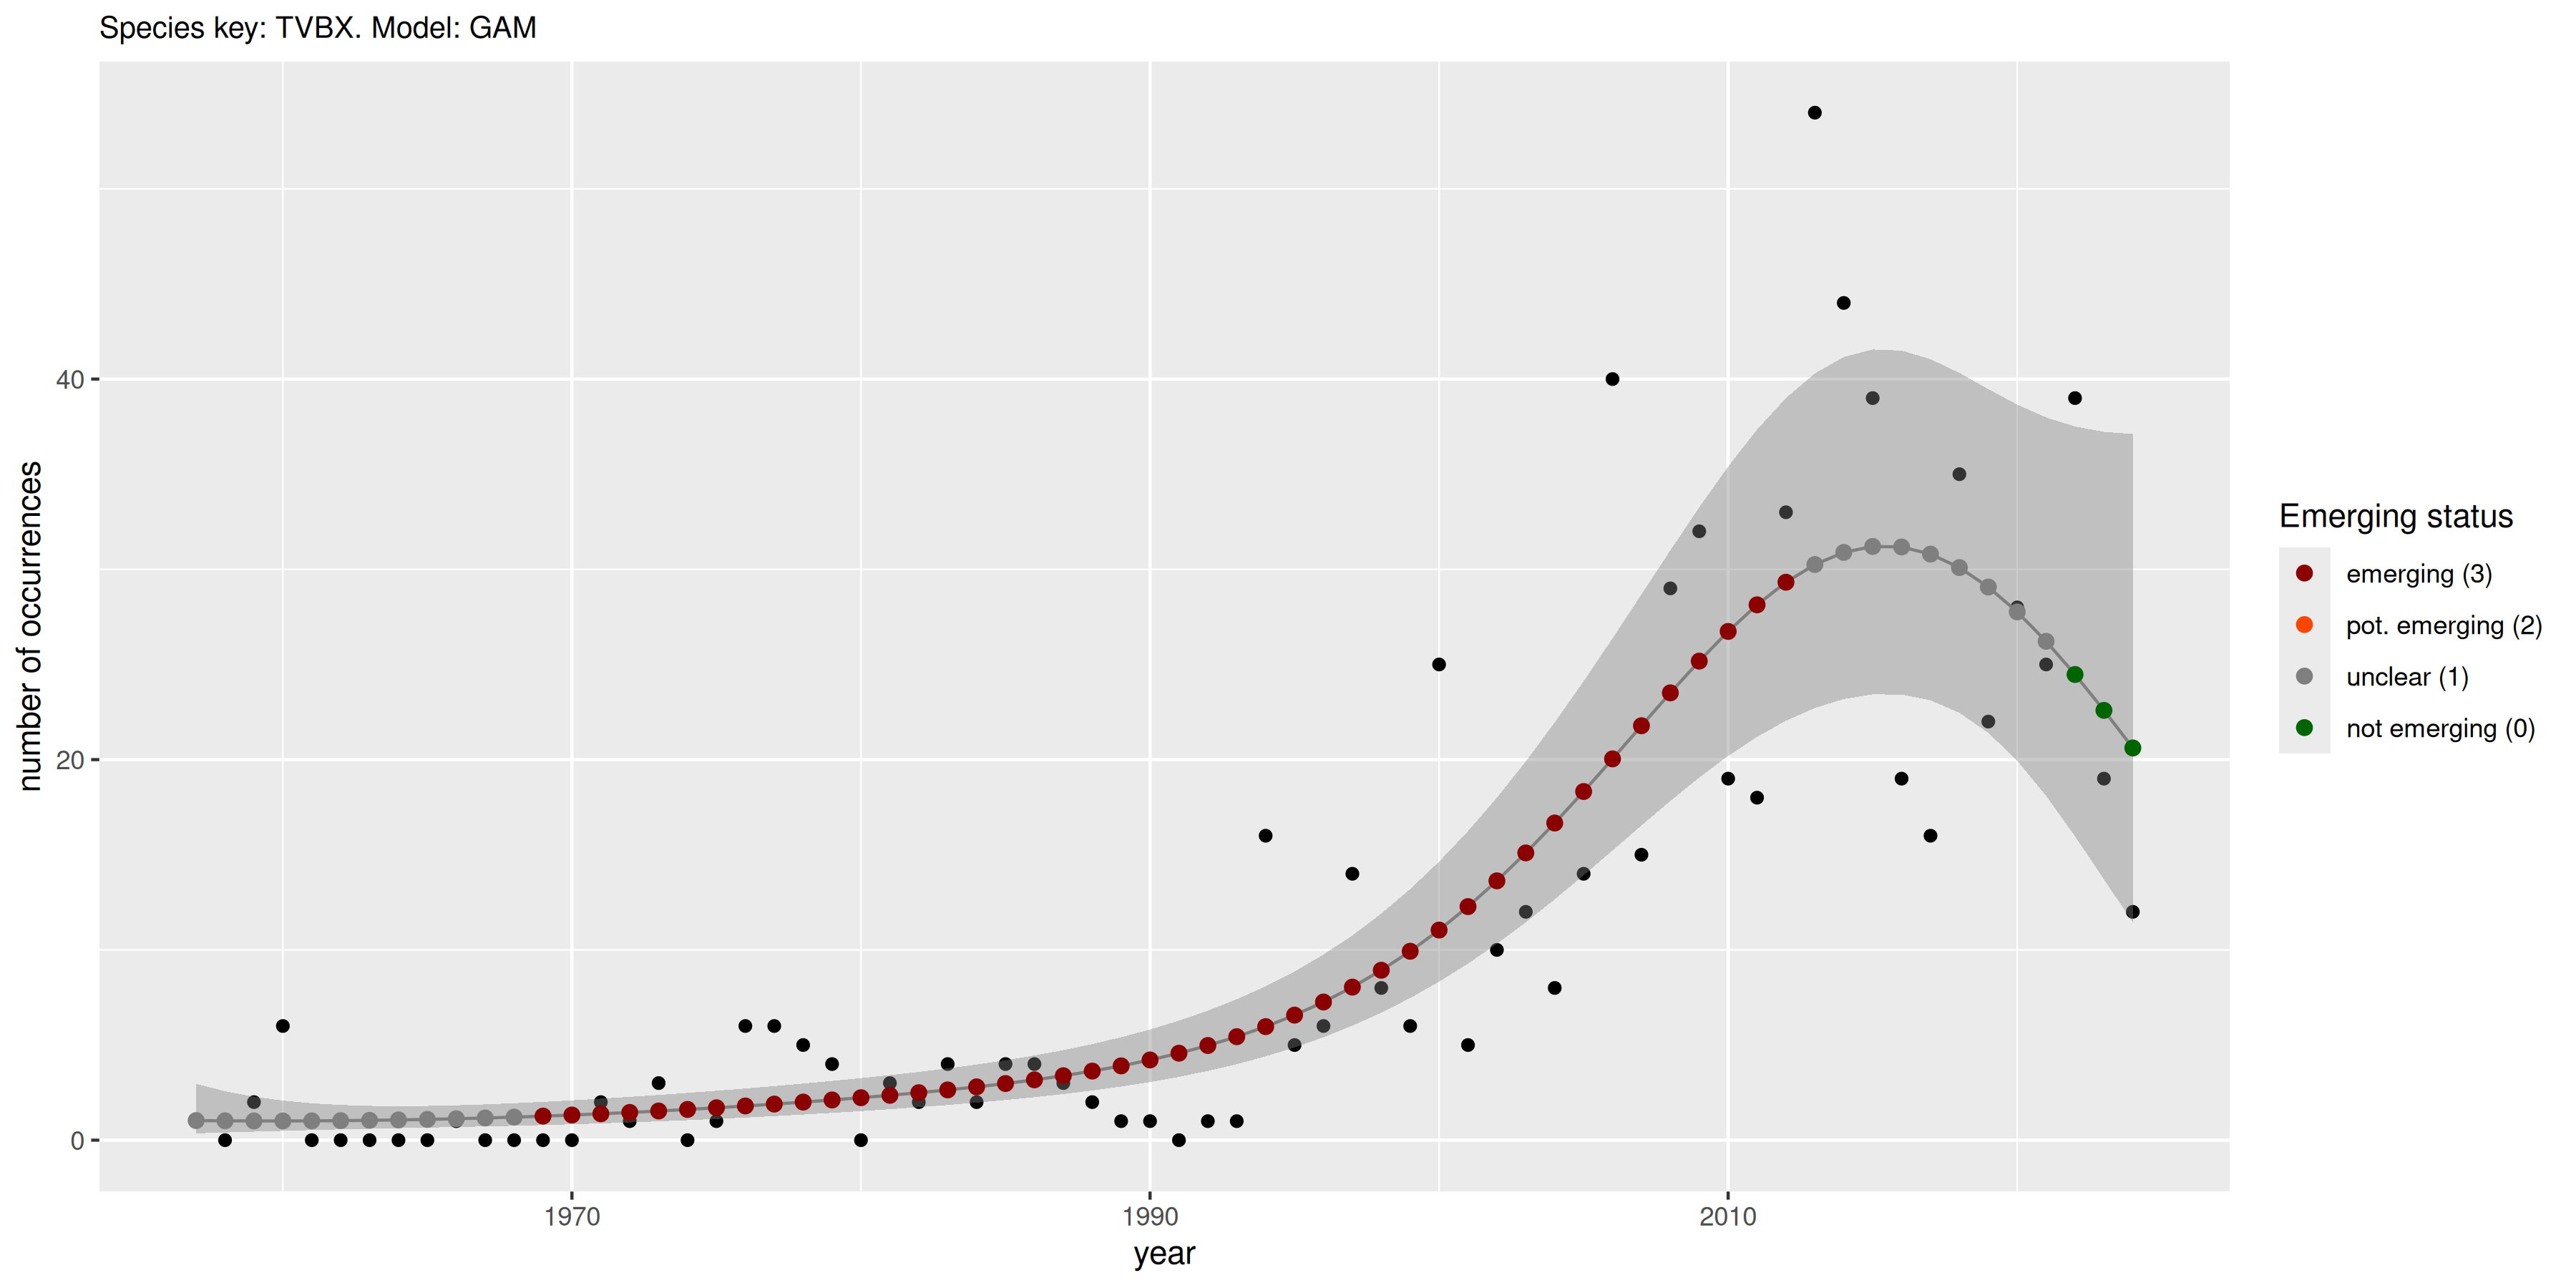 Species key: TVBX. Model: GAM
number of occurrences
40
20
0
1970
1990
2010
year
Emerging status
emerging (3)
pot. emerging (2)
unclear (1)
not emerging (0)